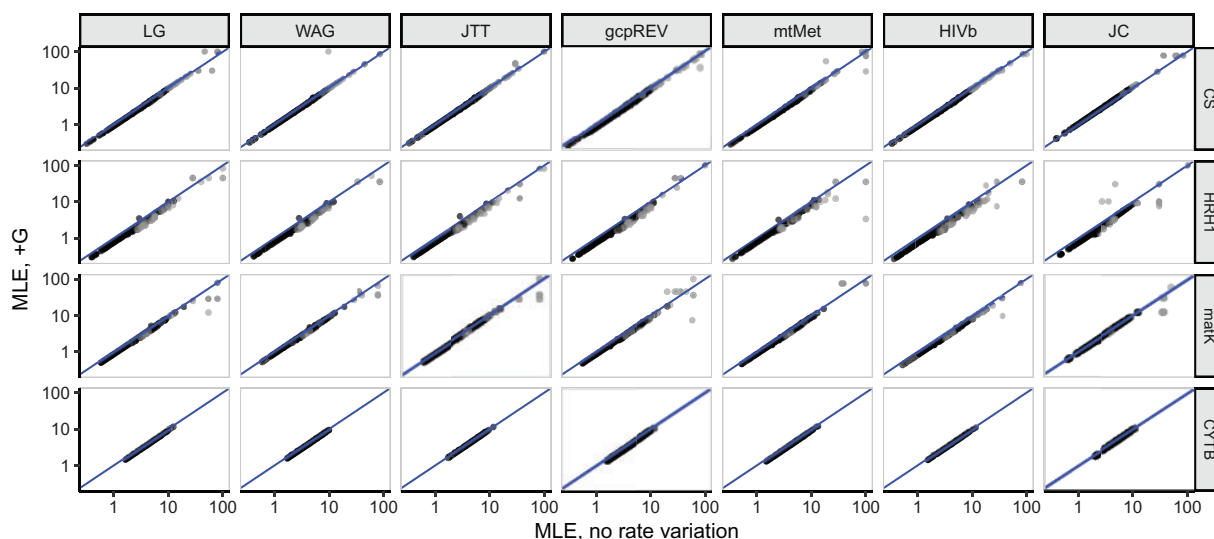 LG WAG JTT gcpREV mtMet HIVb JC
100
10
1
CS
100
10
1
HRH1
100
10
1
matK
100
10
1
CYTB
MLE, +G
1 10 100 1 10 100 1 10 100 1 10 100 1 10 100 1 10 100 1 10 100
MLE, no rate variation